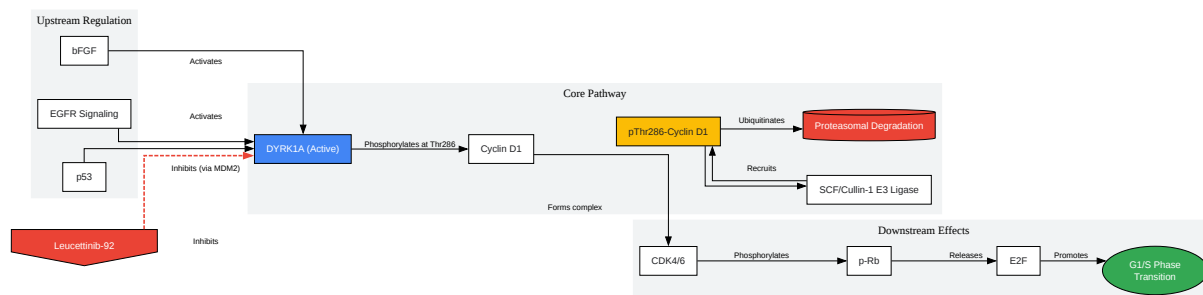 Upstream Regulation
bFGF
Activates
EGFR Signaling
Activates
p53
Inhibits (via MDM2)
Leucettinib-92
Inhibits
Core Pathway
DYRK1A (Active)
Phosphorylates at Thr286
Cyclin D1
pThr286-Cyclin D1
Ubiquitinates
Proteasomal Degradation
Recruits
SCF/Cullin-1 E3 Ligase
Forms complex
Downstream Effects
CDK4/6
Phosphorylates
p-Rb
Releases
E2F
Promotes
G1/S Phase
Transition